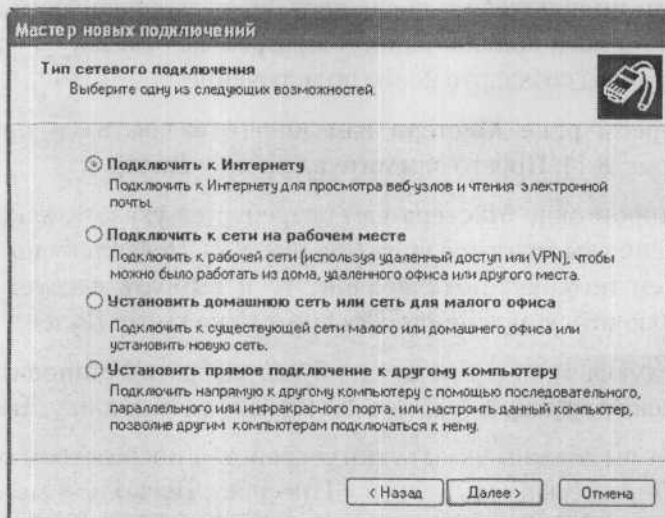 Мастер новых подключений
Тип сетевого подключения
Выберите одну из следующих возможностей.
Подключить к Интернету
Подключить к Интернету для просмотра веб-узлов и чтения электронной
почты.
Подключить к сети на рабочем месте
Подключить к рабочей сети (используя удаленный доступ или VPN), чтобы
можно было работать из дома, удаленного офиса или другого места.
Установить домашнюю сеть или сеть для малого офиса
Подключить к существующей сети малого или домашнего офиса или
установить новую сеть.
Установить прямое подключение к другому компьютеру
Подключить напрямую к другому компьютеру с помощью последовательного,
параллельного или инфракрасного порта, или настроить данный компьютер,
позволив другим компьютерам подключаться к нему.
< Назад Далее > Отмена